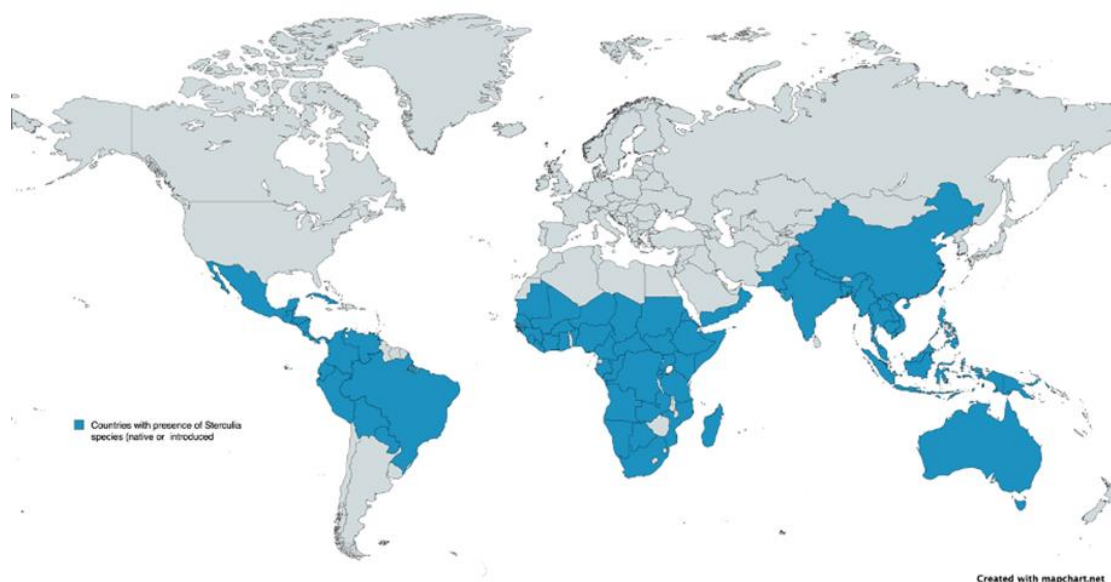 Countries with presence of Sterculia
species (native or introduced
Created with mapchart.net